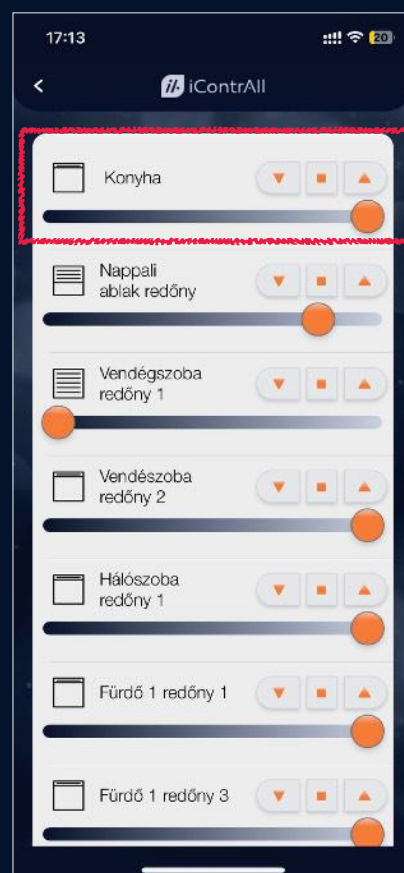 17:13
20
iContrAll
Konyha
Nappali
ablak redőny
Vendégszoba
redőny 1
Vendészoba
redőny 2
Hálószoba
redőny 1
Fürdő 1 redőny 1
Fürdő 1 redőny 3